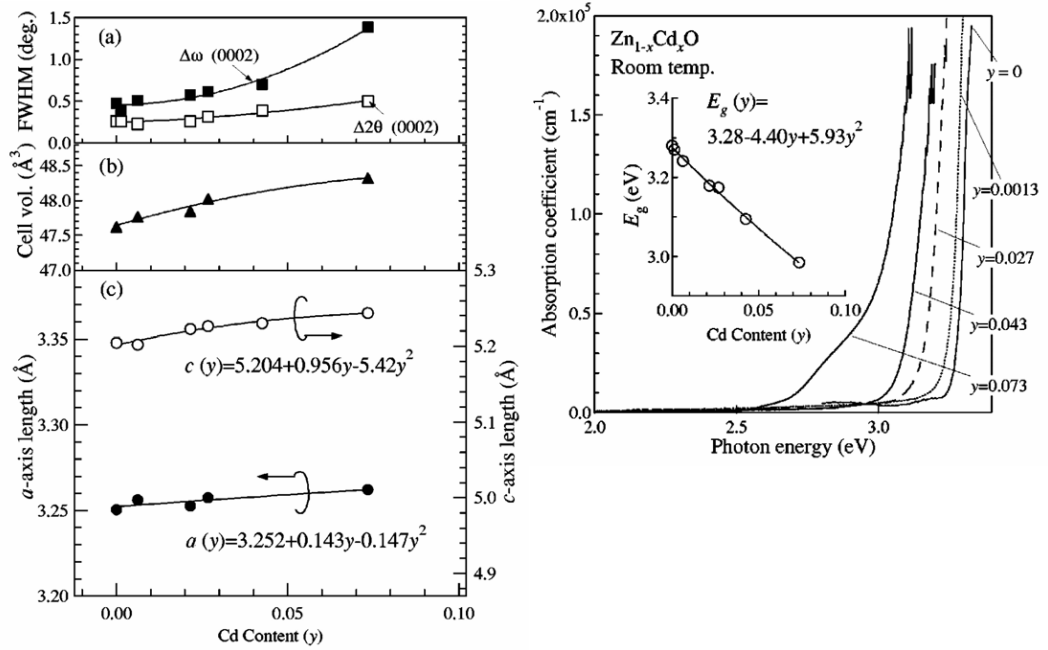 (a)
FWHM (deg.)
1.5
1.0
0.5
0.0
Δω (0002)
Δ2θ (0002)
(b)
Cell vol. (Å³)
48.5
48.0
47.5
47.0
(c)
5.3
5.2
5.1
5.0
4.9
3.35
3.30
3.25
3.20
a-axis length (Å)
c-axis length (Å)
c (y)=5.204+0.956y-5.42y²
a (y)=3.252+0.143y-0.147y²
0.00 0.05 0.10
Cd Content (y)
2.0x10⁵
1.5
1.0
0.5
0.0
Absorption coefficient (cm⁻¹)
Zn₁₋ₓCdₓO
Room temp.
E_g (y)=
3.28-4.40y+5.93y²
3.4
3.2
3.0
E_g (eV)
0.00 0.05 0.10
Cd Content (y)
y=0
y=0.0013
y=0.027
y=0.043
y=0.073
2.0 2.5 3.0
Photon energy (eV)